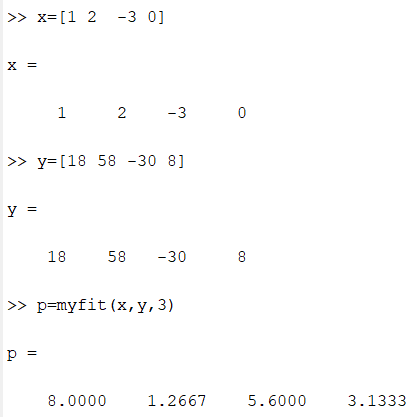 >> x=[1 2  -3 0]
x =
1 2 -3 0
>> y=[18 58 -30 8]
y =
18 58 -30 8
>> p=myfit(x,y,3)
p =
8.0000 1.2667 5.6000 3.1333